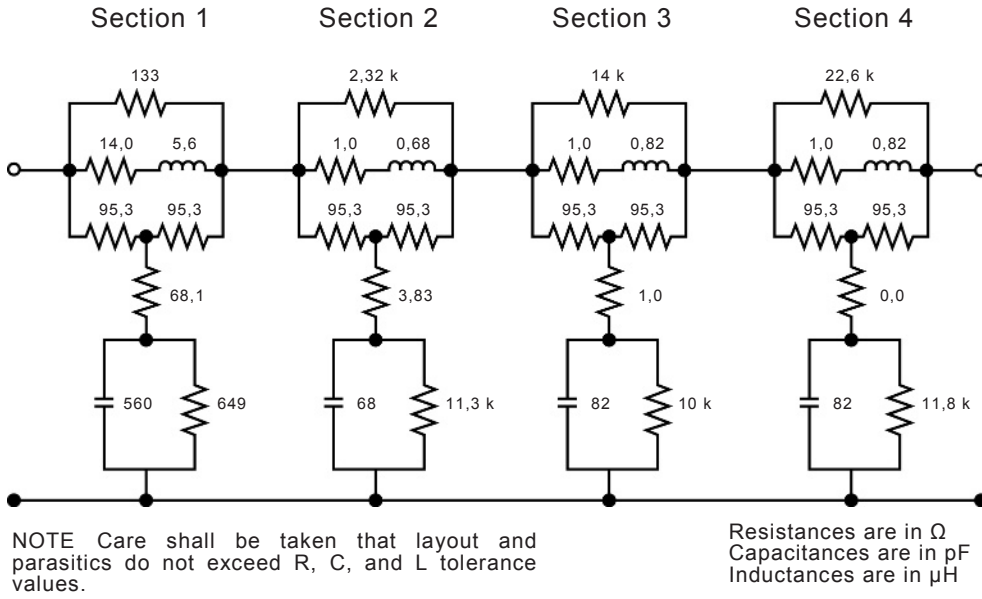 Section 1 Section 2 Section 3 Section 4
133 2,32 k 14 k 22,6 k
14,0 5,6 1,0 0,68 1,0 0,82 1,0 0,82
95,3 95,3 95,3 95,3 95,3 95,3 95,3 95,3
68,1 3,83 1,0 0,0
560 649 68 11,3 k 82 10 k 82 11,8 k
NOTE Care shall be taken that layout and
parasitics do not exceed R, C, and L tolerance
values.
Resistances are in Ω
Capacitances are in pF
Inductances are in µH